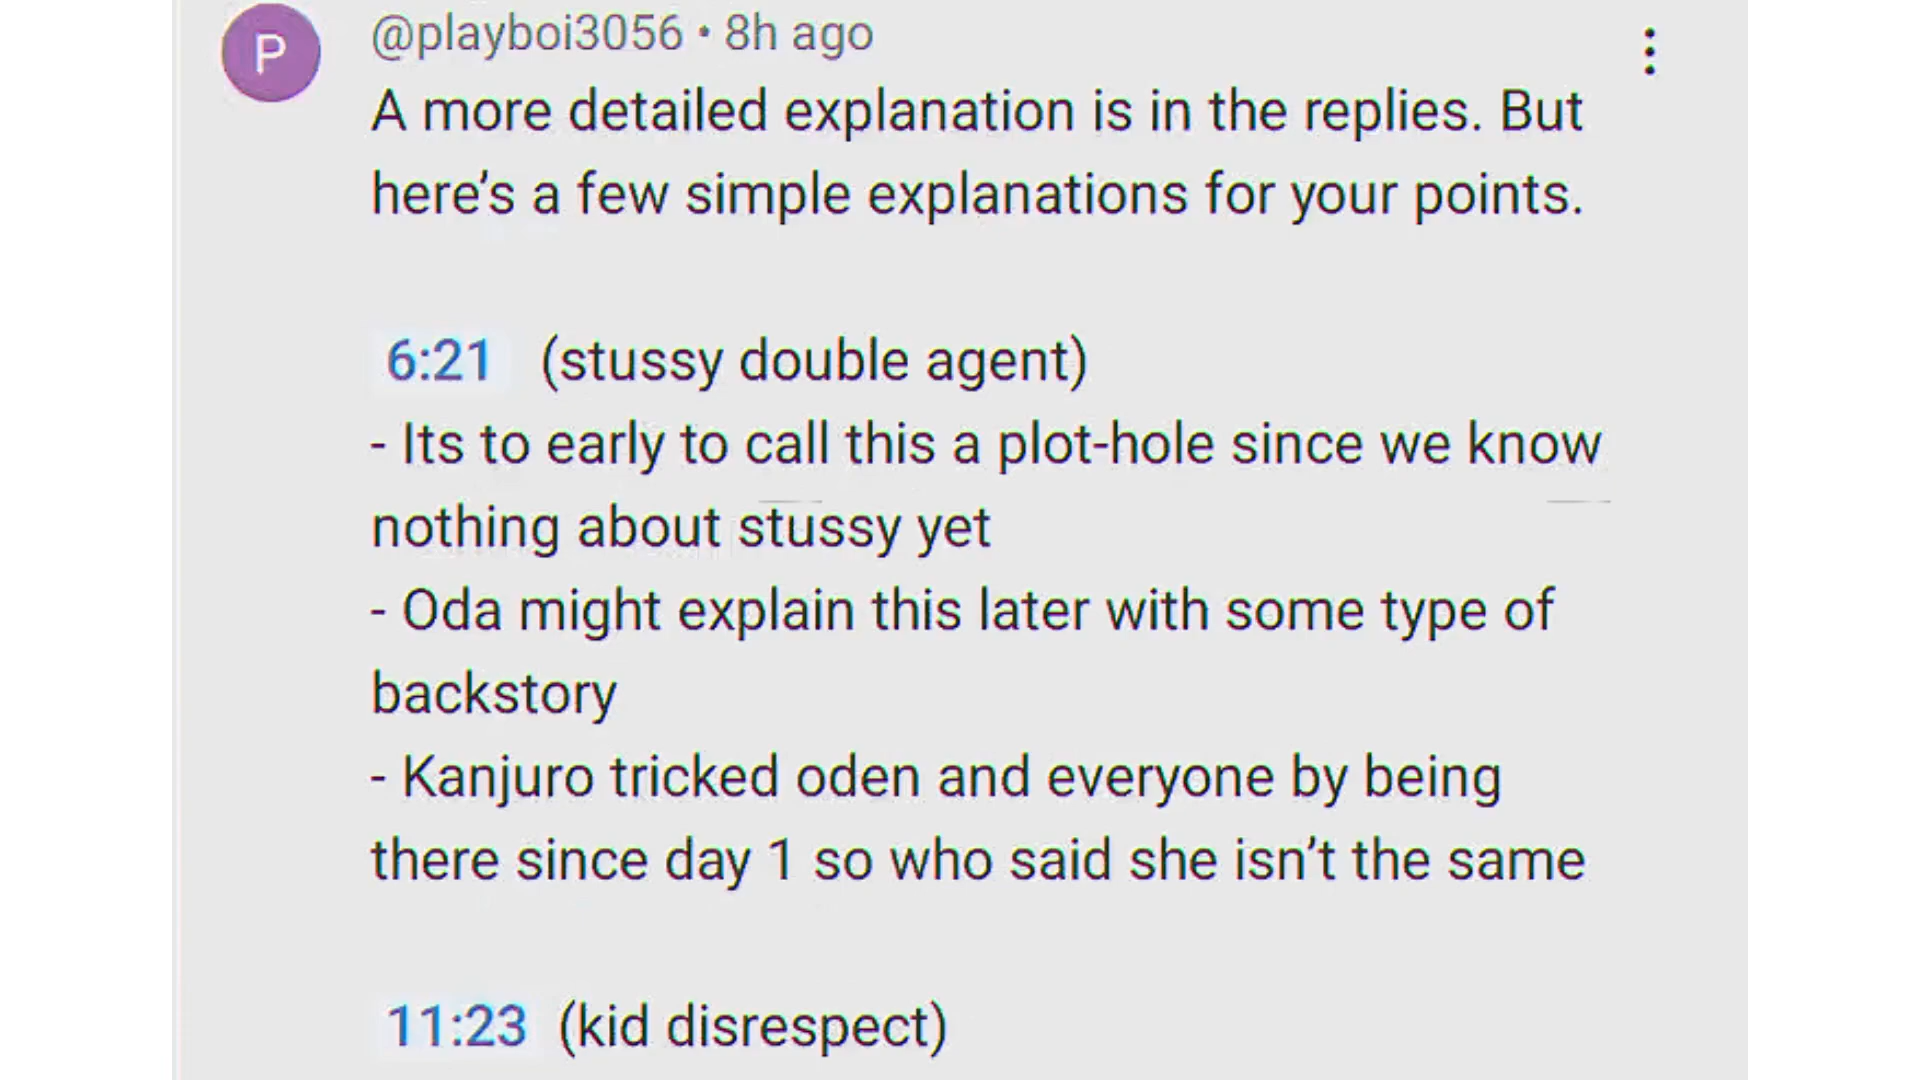 P
@playboi3056 • 8h ago
A more detailed explanation is in the replies. But
here’s a few simple explanations for your points.
6:21 (stussy double agent)
- Its to early to call this a plot-hole since we know
nothing about stussy yet
- Oda might explain this later with some type of
backstory
- Kanjuro tricked oden and everyone by being
there since day 1 so who said she isn’t the same
11:23 (kid disrespect)